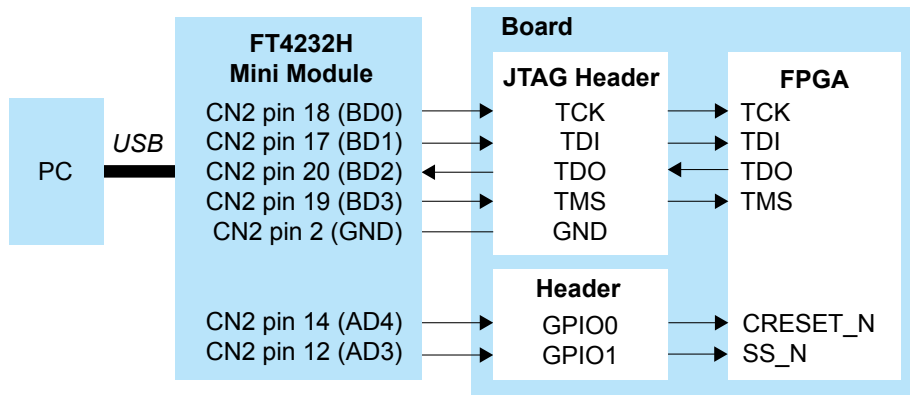 PC
USB
FT4232H
Mini Module
CN2 pin 18 (BD0)
CN2 pin 17 (BD1)
CN2 pin 20 (BD2)
CN2 pin 19 (BD3)
CN2 pin 2 (GND)
CN2 pin 14 (AD4)
CN2 pin 12 (AD3)
Board
JTAG Header
TCK
TDI
TDO
TMS
GND
Header
GPIO0
GPIO1
FPGA
TCK
TDI
TDO
TMS
CRESET_N
SS_N